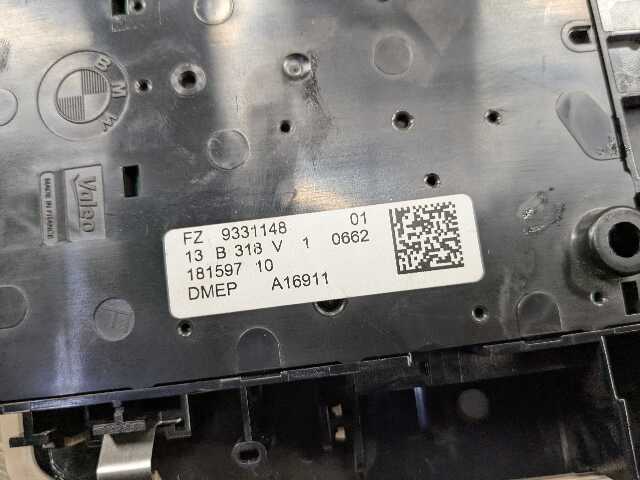 BMW
Valeo
MADE IN FRANCE
FZ 9331148 01
13 B 318 V 1 0662
181597 10
DMEP A16911